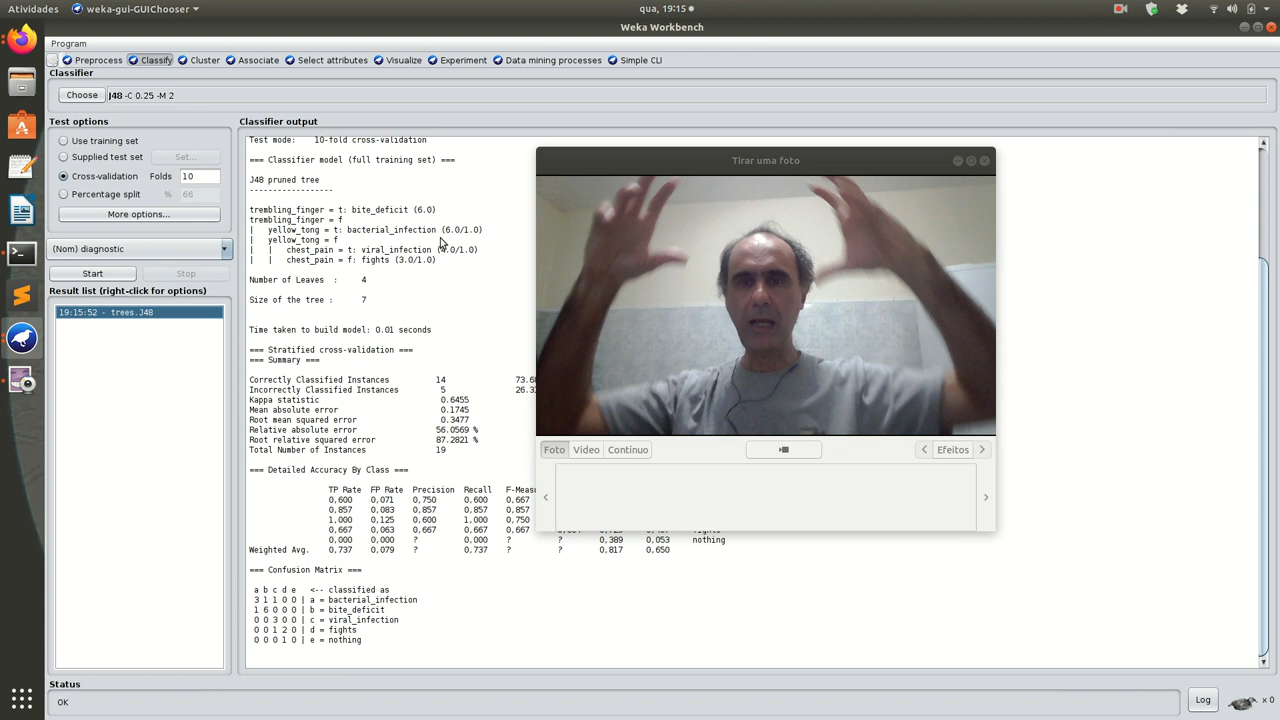 Atividades weka-gui-GUIChooser qua, 19:15
Weka Workbench
Program
Preprocess Classify Cluster Associate Select attributes Visualize Experiment Data mining processes Simple CLI
Classifier
Choose J48 -C 0.25 -M 2
Test options
Use training set
Supplied test set Set...
Cross-validation Folds 10
Percentage split % 66
More options...
(Nom) diagnostic
Start Stop
Result list (right-click for options)
19:15:52 - trees.J48
Classifier output
Test mode: 10-fold cross-validation
=== Classifier model (full training set) ===
J48 pruned tree
------------------
trembling_finger = t: bite_deficit (6.0)
trembling_finger = f
| yellow_tong = t: bacterial_infection (6.0/1.0)
| yellow_tong = f
| | chest_pain = t: viral_infection
| | chest_pain = f: fights (3.0/1.0)
Number of Leaves : 4
Size of the tree : 7
Time taken to build model: 0.01 seconds
=== Stratified cross-validation ===
=== Summary ===
Correctly Classified Instances 14
Incorrectly Classified Instances 5
Kappa statistic 0.6455
Mean absolute error 0.1745
Root mean squared error 0.3477
Relative absolute error 56.0569 %
Root relative squared error 87.2821 %
Total Number of Instances 19
=== Detailed Accuracy By Class ===
TP Rate FP Rate Precision Recall
0,600 0,071 0,750 0,600 0,667
0,857 0,083 0,857 0,857 0,857
1,000 0,125 0,600 1,000 0,750
0,667 0,063 0,667 0,667 0,667
0,000 0,000 ? 0,000 ? ? 0,389 0,053 nothing
Weighted Avg. 0,737 0,079 ? 0,737 ? ? 0,817 0,650
=== Confusion Matrix ===
a b c d e <-- classified as
3 1 1 0 0 | a = bacterial_infection
1 6 0 0 0 | b = bite_deficit
0 0 3 0 0 | c = viral_infection
0 0 1 2 0 | d = fights
0 0 0 1 0 | e = nothing
Tirar uma foto
Foto Vídeo Contínuo Efeitos
Status
OK
Log x 0